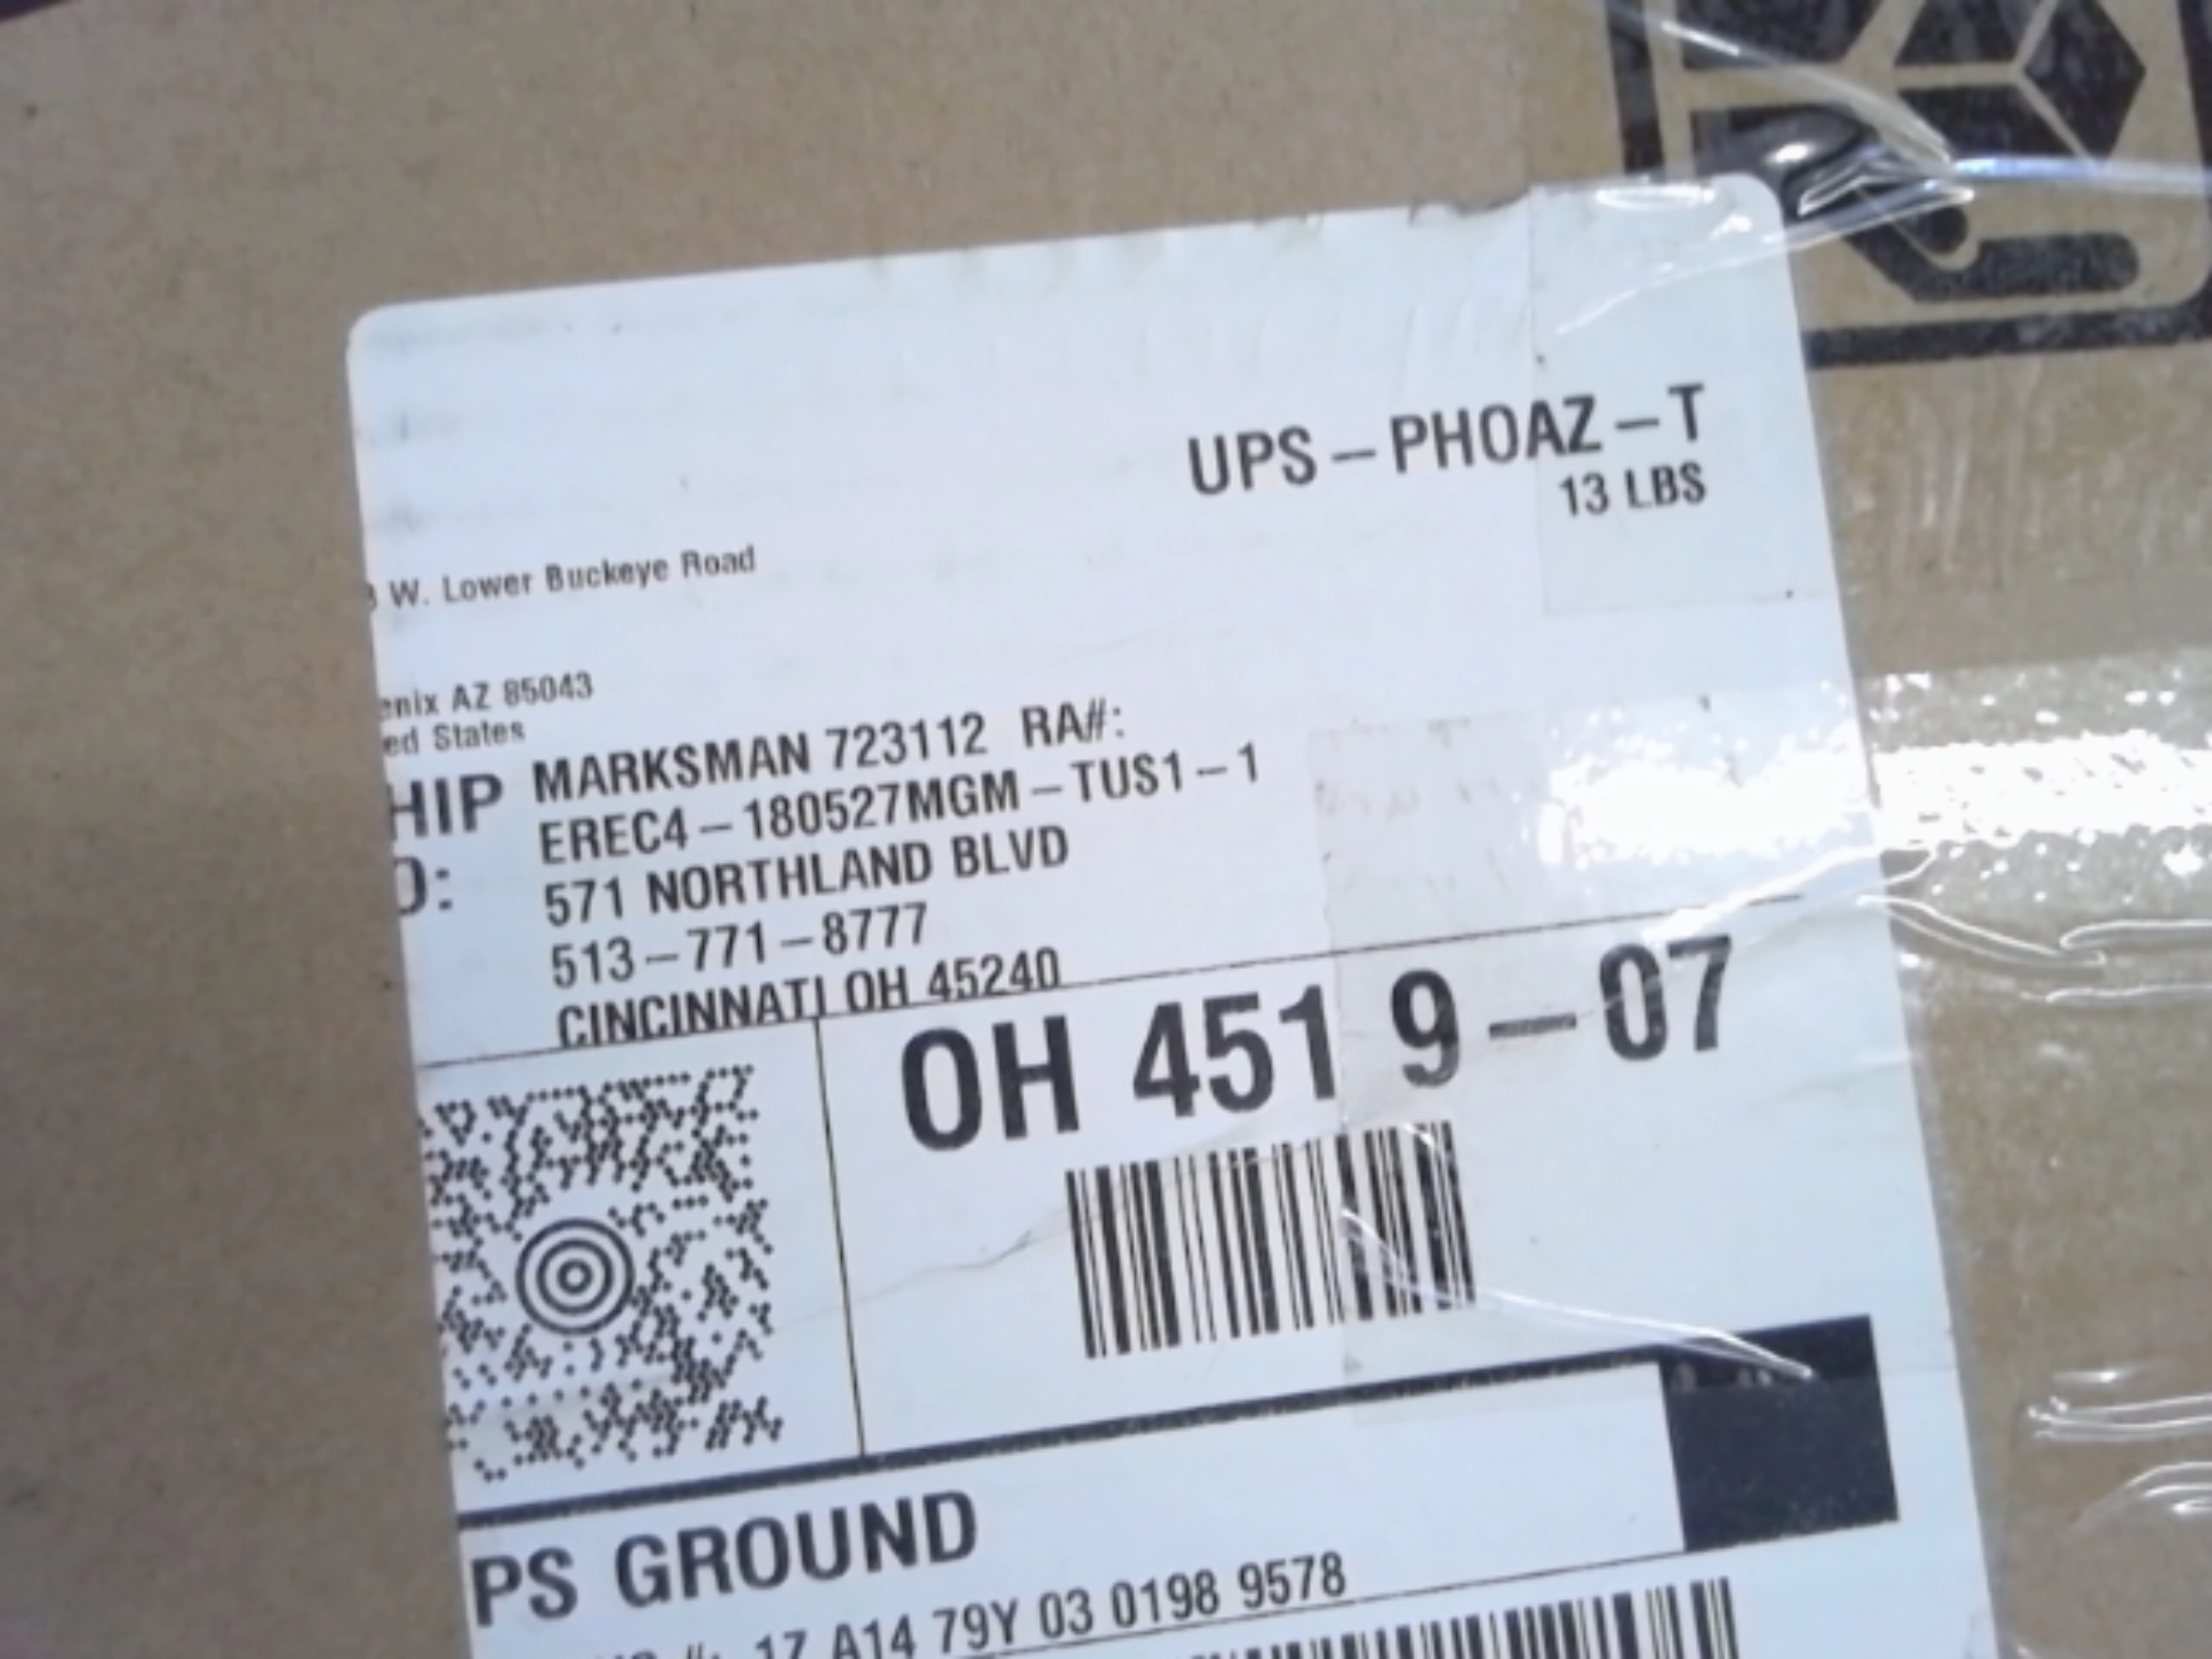 UPS – PHOAZ – T
13 LBS
W. Lower Buckeye Road
enix AZ 85043
ed States
HIP MARKSMAN 723112 RA#:
EREC4 – 180527MGM – TUS1 – 1
O: 571 NORTHLAND BLVD
513 – 771 – 8777
CINCINNATI OH 45240
OH 451 9 – 07
PS GROUND
#: 1Z A14 79Y 03 0198 9578